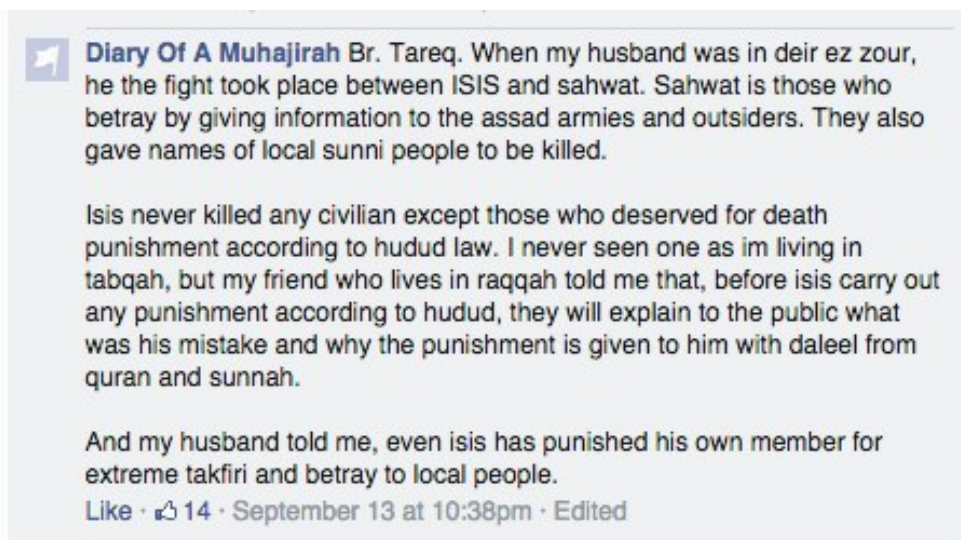 Diary Of A Muhajirah Br. Tareq. When my husband was in deir ez zour,
he the fight took place between ISIS and sahwat. Sahwat is those who
betray by giving information to the assad armies and outsiders. They also
gave names of local sunni people to be killed.
Isis never killed any civilian except those who deserved for death
punishment according to hudud law. I never seen one as im living in
tabqah, but my friend who lives in raqqah told me that, before isis carry out
any punishment according to hudud, they will explain to the public what
was his mistake and why the punishment is given to him with daleel from
quran and sunnah.
And my husband told me, even isis has punished his own member for
extreme takfiri and betray to local people.
Like · 14 · September 13 at 10:38pm · Edited